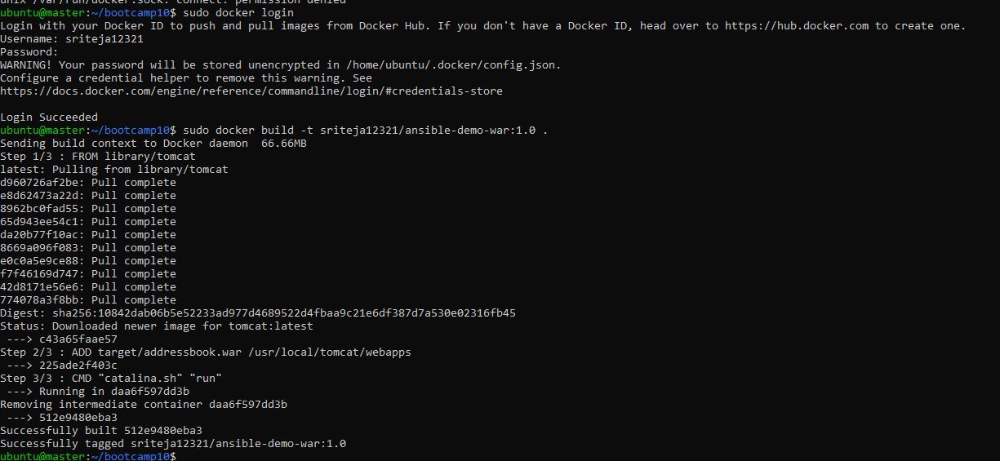 unix /var/run/docker.sock: connect: permission denied
ubuntu@master:~/bootcamp10$ sudo docker login
Login with your Docker ID to push and pull images from Docker Hub. If you don't have a Docker ID, head over to https://hub.docker.com to create one.
Username: sriteja12321
Password:
WARNING! Your password will be stored unencrypted in /home/ubuntu/.docker/config.json.
Configure a credential helper to remove this warning. See
https://docs.docker.com/engine/reference/commandline/login/#credentials-store

Login Succeeded
ubuntu@master:~/bootcamp10$ sudo docker build -t sriteja12321/ansible-demo-war:1.0 .
Sending build context to Docker daemon  66.66MB
Step 1/3 : FROM library/tomcat
latest: Pulling from library/tomcat
d960726af2be: Pull complete
e8d62473a22d: Pull complete
8962bc0fad55: Pull complete
65d943ee54c1: Pull complete
da20b77f10ac: Pull complete
8669a096f083: Pull complete
e0c0a5e9ce88: Pull complete
f7f46169d747: Pull complete
42d8171e56e6: Pull complete
774078a3f8bb: Pull complete
Digest: sha256:10842dab06b5e52233ad977d4689522d4fbaa9c21e6df387d7a530e02316fb45
Status: Downloaded newer image for tomcat:latest
 ---> c43a65faae57
Step 2/3 : ADD target/addressbook.war /usr/local/tomcat/webapps
 ---> 225ade2f403c
Step 3/3 : CMD "catalina.sh" "run"
 ---> Running in daa6f597dd3b
Removing intermediate container daa6f597dd3b
 ---> 512e9480eba3
Successfully built 512e9480eba3
Successfully tagged sriteja12321/ansible-demo-war:1.0
ubuntu@master:~/bootcamp10$